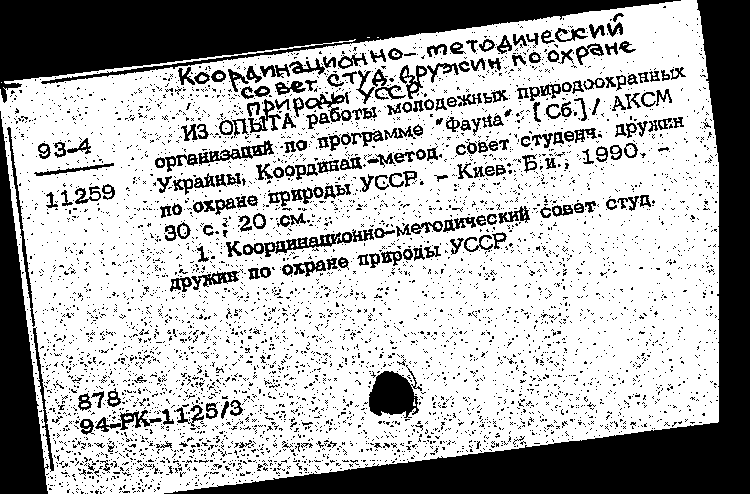 Координационно-методический
совет студ. дружин по охране
природы УССР.
93-4
11259
ИЗ ОПЫТА работы молодежных природоохранных
организаций по программе "Фауна": [Сб.]/ АКСМ
Украины, Координац.-метод. совет студенч. дружин
по охране природы УССР. - Киев: Б.и., 1990. -
30 с.; 20 см.
1. Координационно-методический совет студ.
дружин по охране природы УССР.
878
94-РК-1125/3